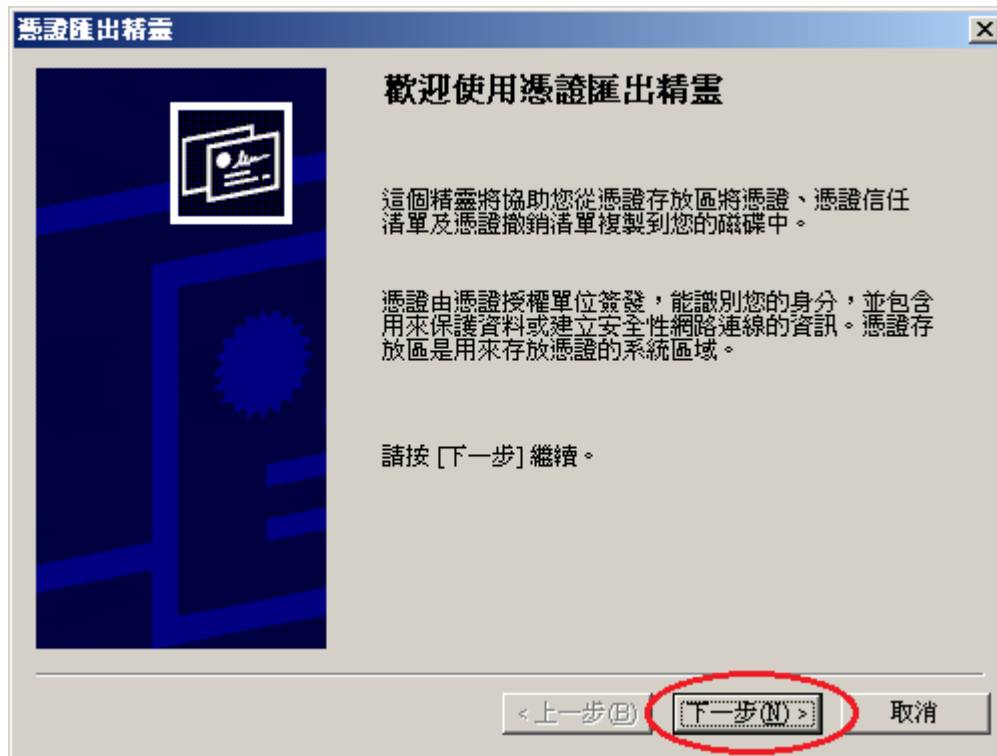 憑證匯出精靈
歡迎使用憑證匯出精靈
這個精靈將協助您從憑證存放區將憑證、憑證信任
清單及憑證撤銷清單複製到您的磁碟中。
憑證由憑證授權單位簽發，能識別您的身分，並包含
用來保護資料或建立安全性網路連線的資訊。憑證存
放區是用來存放憑證的系統區域。
請按 [下一步] 繼續。
< 上一步(B) 下一步(N) > 取消